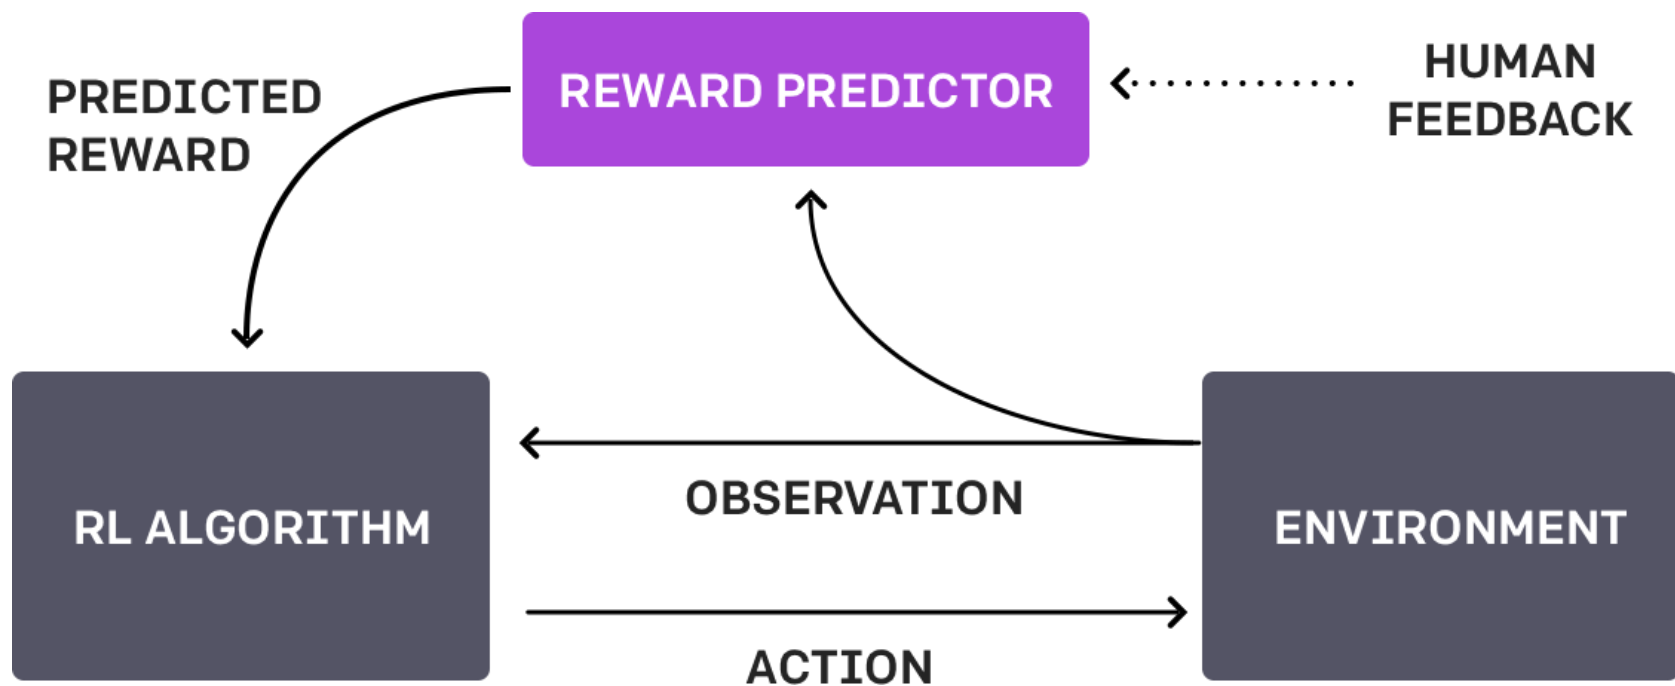 PREDICTED
REWARD
REWARD PREDICTOR
HUMAN
FEEDBACK
OBSERVATION
RL ALGORITHM
ENVIRONMENT
ACTION